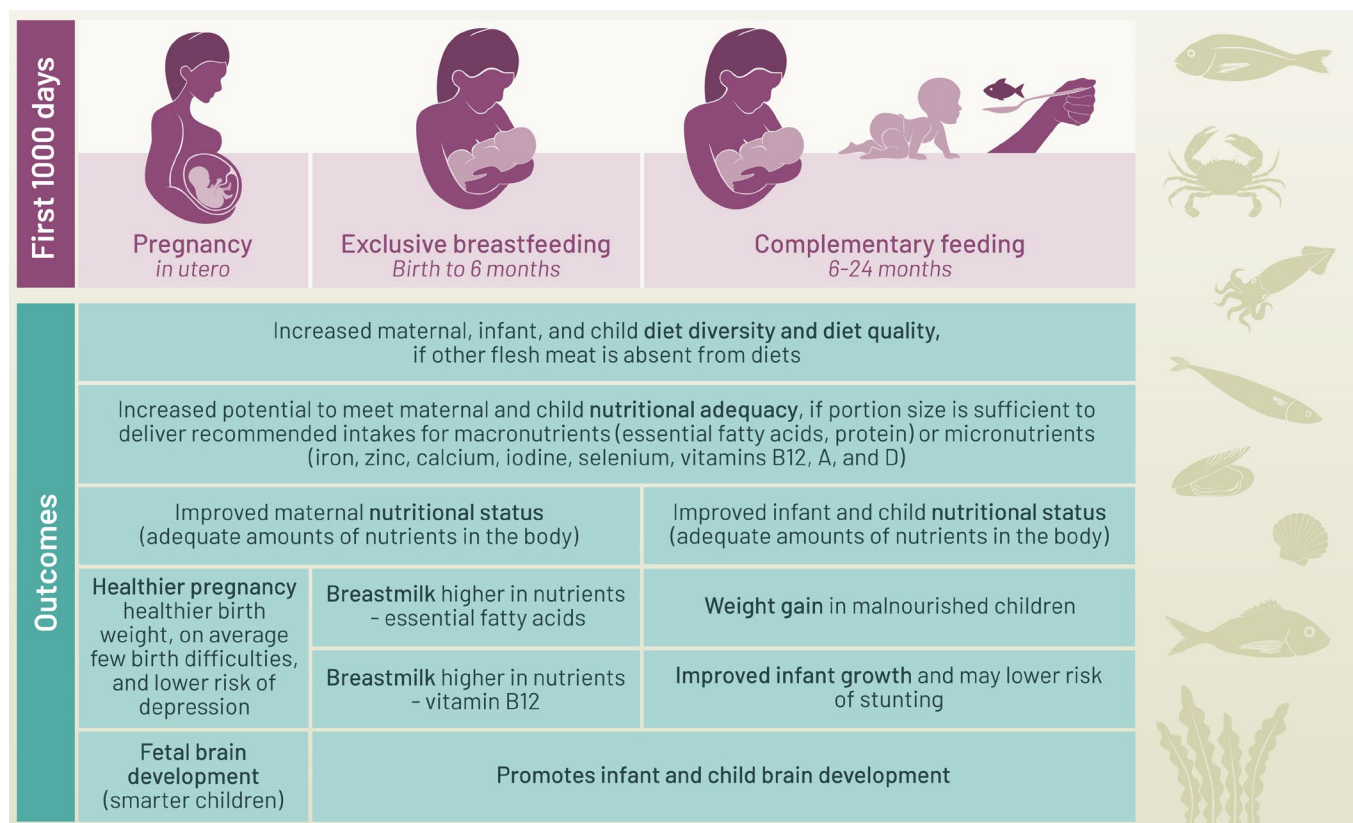 First 1000 days
Pregnancy
in utero
Exclusive breastfeeding
Birth to 6 months
Complementary feeding
6-24 months
Outcomes
Increased maternal, infant, and child diet diversity and diet quality,
if other flesh meat is absent from diets
Increased potential to meet maternal and child nutritional adequacy, if portion size is sufficient to
deliver recommended intakes for macronutrients (essential fatty acids, protein) or micronutrients
(iron, zinc, calcium, iodine, selenium, vitamins B12, A, and D)
Improved maternal nutritional status
(adequate amounts of nutrients in the body)
Improved infant and child nutritional status
(adequate amounts of nutrients in the body)
Healthier pregnancy
healthier birth
weight, on average
few birth difficulties,
and lower risk of
depression
Breastmilk higher in nutrients
- essential fatty acids
Weight gain in malnourished children
Breastmilk higher in nutrients
- vitamin B12
Improved infant growth and may lower risk
of stunting
Fetal brain
development
(smarter children)
Promotes infant and child brain development